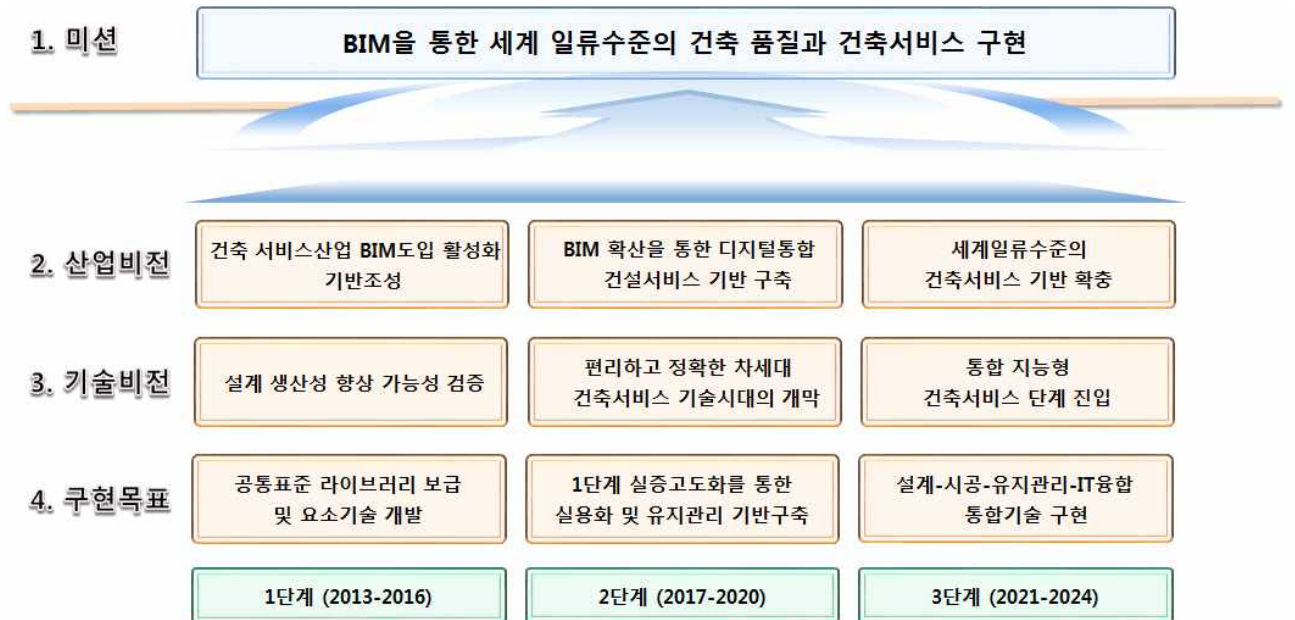 1. 미션
BIM을 통한 세계 일류수준의 건축 품질과 건축서비스 구현
2. 산업비전
건축 서비스산업 BIM도입 활성화
기반조성
BIM 확산을 통한 디지털통합
건설서비스 기반 구축
세계일류수준의
건축서비스 기반 확충
3. 기술비전
설계 생산성 향상 가능성 검증
편리하고 정확한 차세대
건축서비스 기술시대의 개막
통합 지능형
건축서비스 단계 진입
4. 구현목표
공통표준 라이브러리 보급
및 요소기술 개발
1단계 실증고도화를 통한
실용화 및 유지관리 기반구축
설계-시공-유지관리-IT융합
통합기술 구현
1단계 (2013-2016)
2단계 (2017-2020)
3단계 (2021-2024)